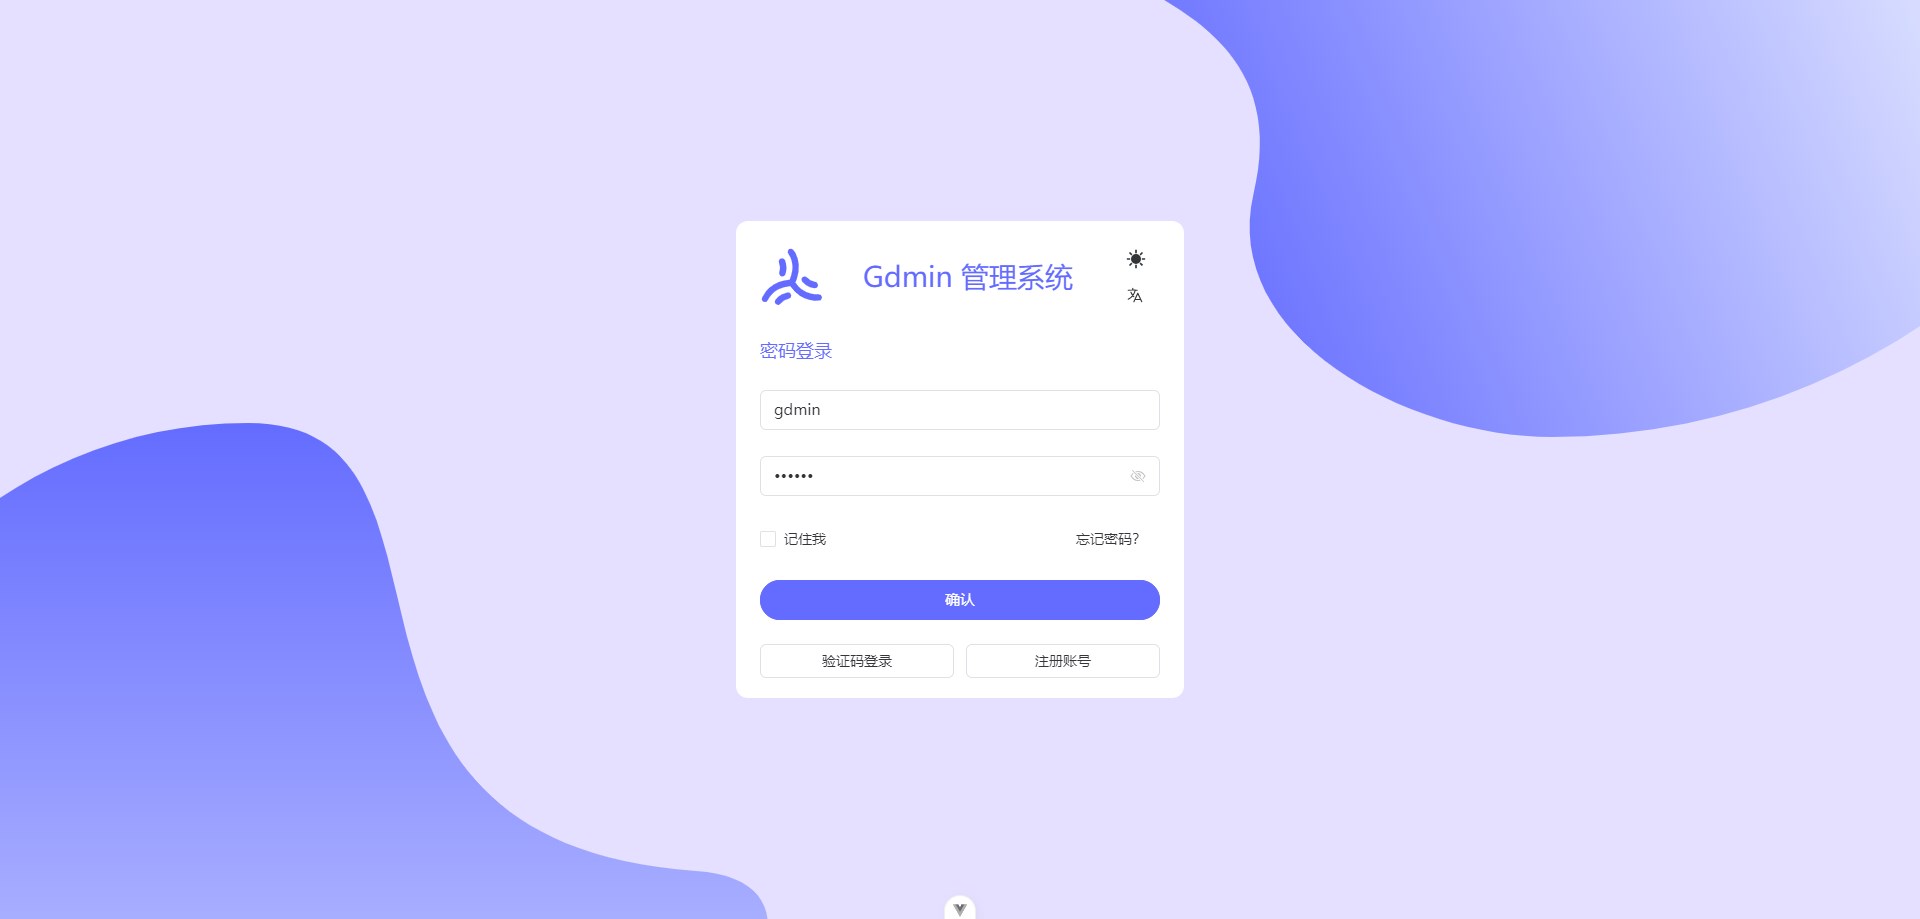 Gdmin 管理系统
密码登录
gdmin
••••••
记住我
忘记密码？
确认
验证码登录
注册账号